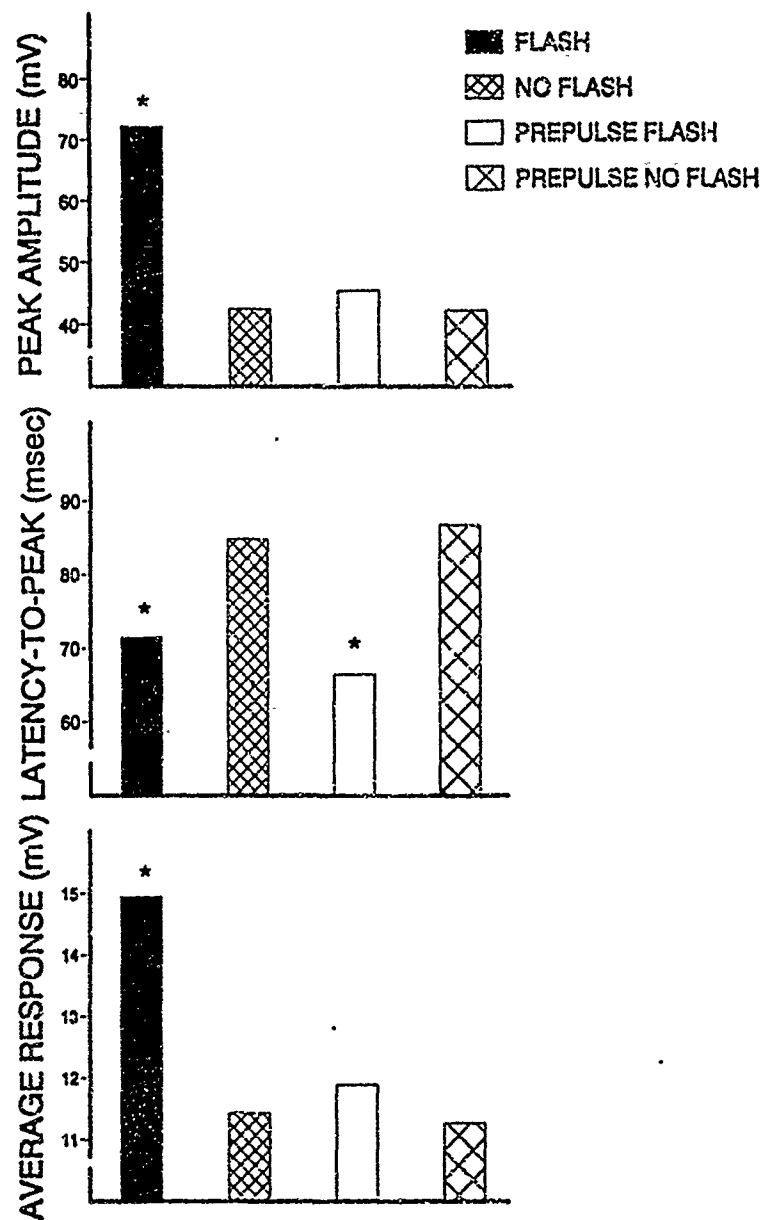 FLASH
NO FLASH
PREPULSE FLASH
PREPULSE NO FLASH
PEAK AMPLITUDE (mV)
80
70
60
50
40
*
LATENCY-TO-PEAK (msec)
90
80
70
60
*
*
AVERAGE RESPONSE (mV)
15
14
13
12
11
*